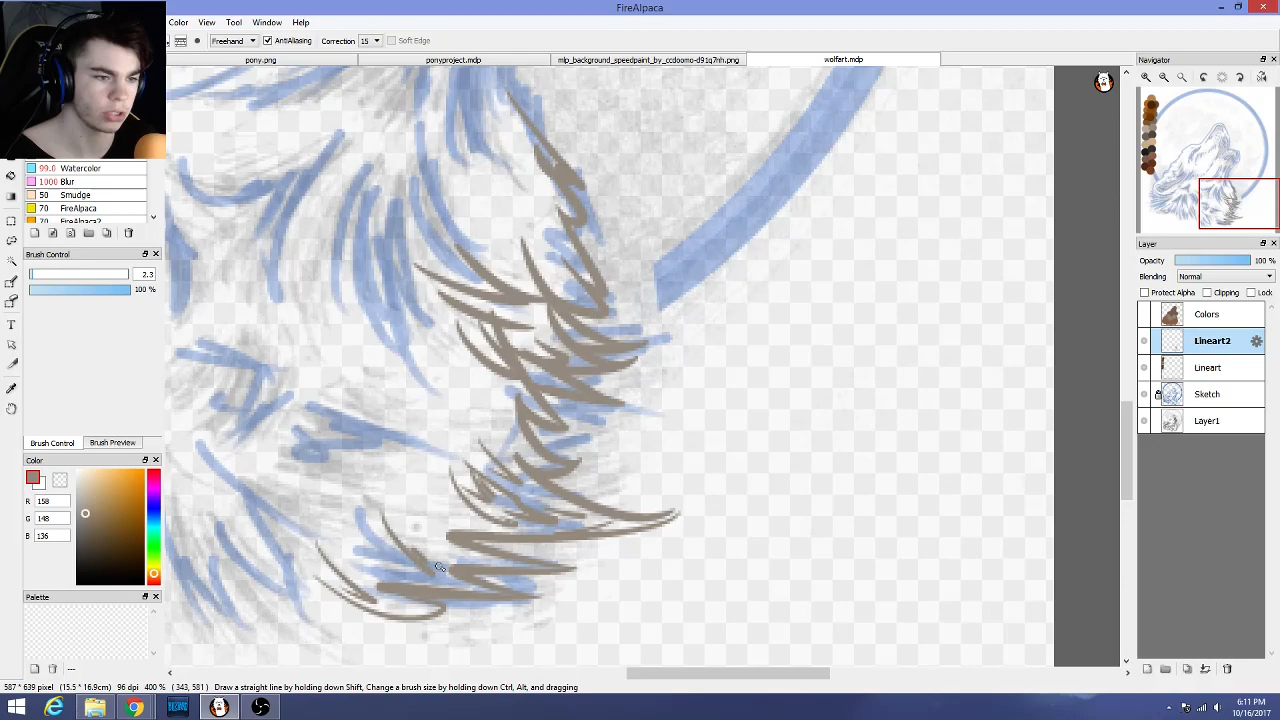 FireAlpaca
Color View Tool Window Help
Freehand AntiAliasing Correction 15 Soft Edge
pony.png ponyproject.mdp mlp_background_speedpaint_by_ccdoomo-d91q7nh.png wolfart.mdp
Navigator
99.0 Watercolor
1000 Blur
50 Smudge
70 FireAlpaca
70 FireAlpaca2
Brush Control
2.3
100 %
Layer
Opacity 100 %
Blending Normal
Protect Alpha Clipping Lock
Colors
Lineart2
Lineart
Sketch
Layer1
Brush Control Brush Preview
Color
R 158
G 148
B 136
Palette
---
587 * 639 pixel (15.5 * 16.9cm) 96 dpi 400 % ( 343, 581 ) Draw a straight line by holding down Shift, Change a brush size by holding down Ctrl, Alt, and dragging
BLIZZARD
6:11 PM
10/16/2017